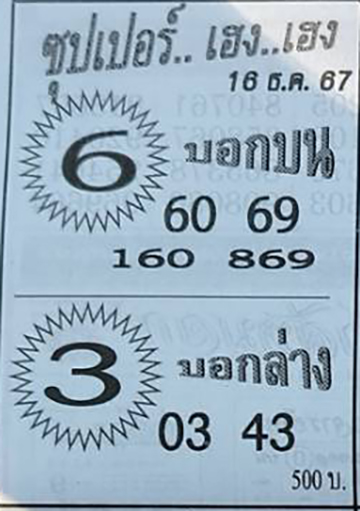 ซุปเปอร์.. เฮง..เฮง
16 ธ.ค. 67
6 บอกบน
60 69
160 869
3 บอกล่าง
03 43
500 บ.